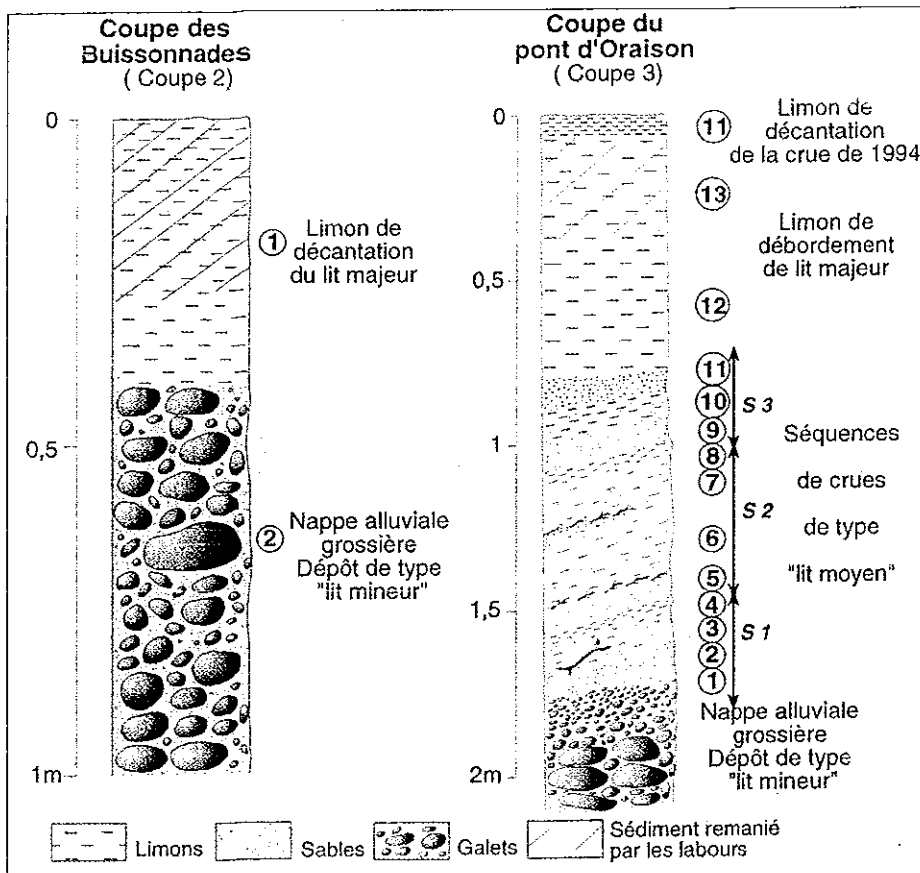 Coupe des
Buissonnades
( Coupe 2)
0
0,5
1m
① Limon de
décantation
du lit majeur
② Nappe alluviale
grossière
Dépôt de type
"lit mineur"
Coupe du
pont d'Oraison
( Coupe 3)
0
0,5
1
1,5
2m
⑪ Limon de
décantation
de la crue de 1994
⑬
Limon de
débordement
de lit majeur
⑫
⑪
⑩
⑨
⑧
⑦
⑥
⑤
④
③
②
①
S 3
S 2
S 1
Séquences
de crues
de type
"lit moyen"
Nappe alluviale
grossière
Dépôt de type
"lit mineur"
Limons
Sables
Galets
Sédiment remanié
par les labours